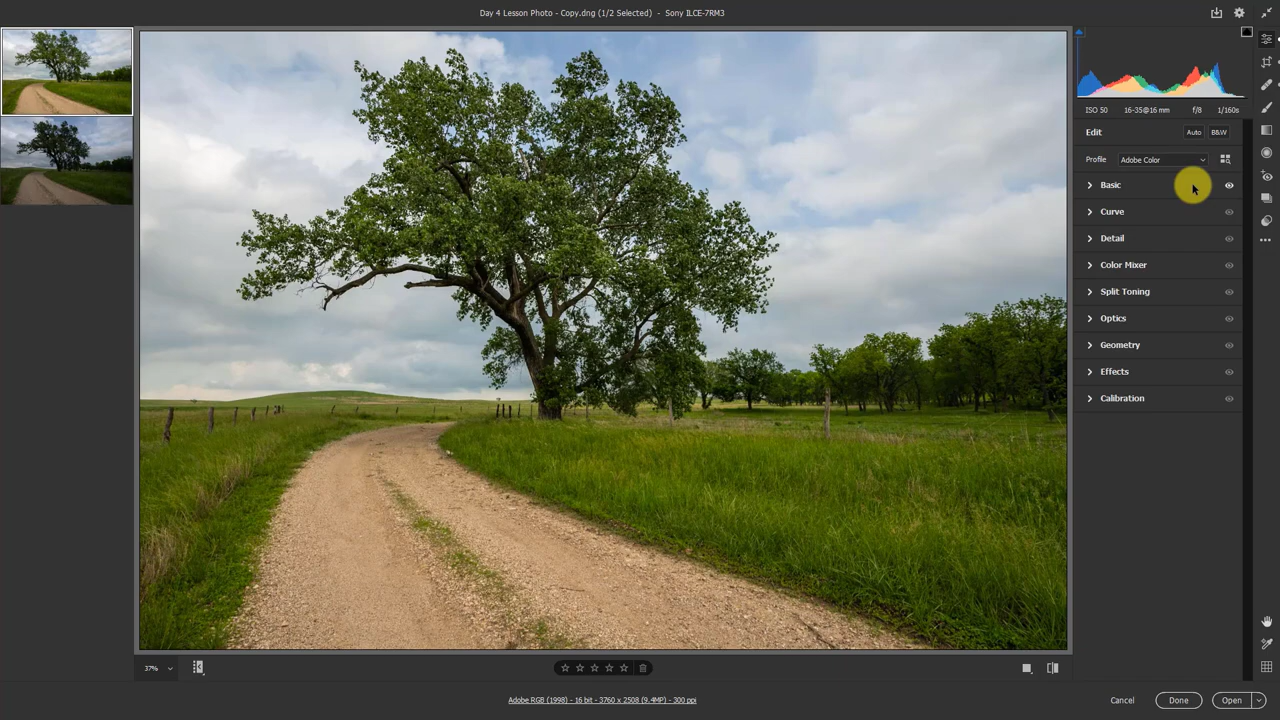 Day 4 Lesson Photo - Copy.dng (1/2 Selected)  -  Sony ILCE-7RM3
ISO 50 16-35@16 mm f/8 1/160s
Edit Auto B&W
Profile Adobe Color
Basic
Curve
Detail
Color Mixer
Split Toning
Optics
Geometry
Effects
Calibration
37%
Adobe RGB (1998) - 16 bit - 3760 x 2508 (9.4MP) - 300 ppi
Cancel Done Open